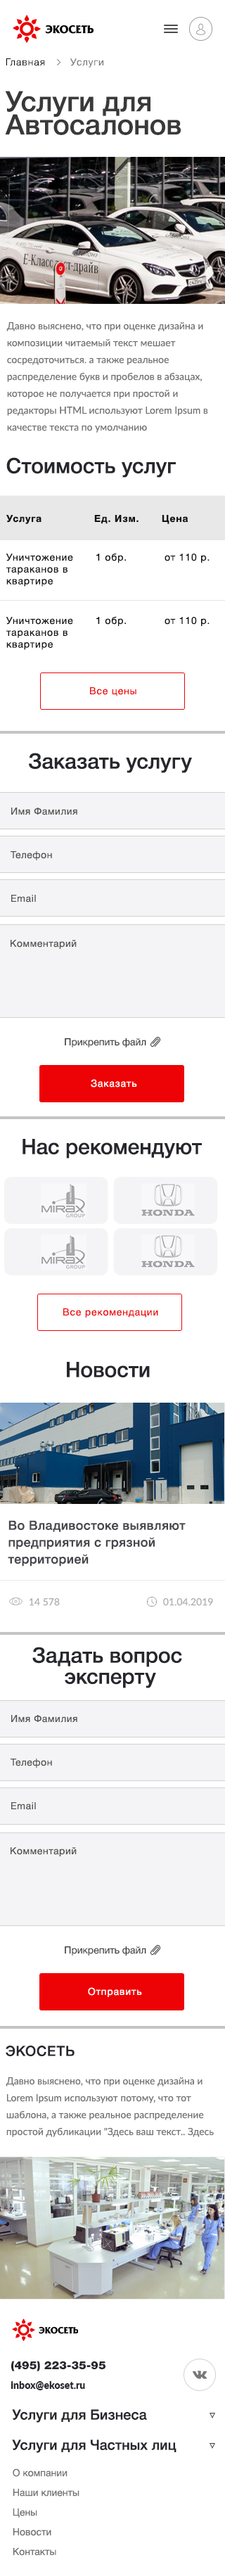 ЭКОСЕТЬ
Главная > Услуги
Услуги для
Автосалонов
E-Класс Тест-драйв
Давно выяснено, что при оценке дизайна и
композиции читаемый текст мешает
сосредоточиться. а также реальное
распределение букв и пробелов в абзацах,
которое не получается при простой и
редакторы HTML используют Lorem Ipsum в
качестве текста по умолчанию
Стоимость услуг
Услуга Ед. Изм. Цена
Уничтожение 1 обр. от 110 р.
тараканов в
квартире
Уничтожение 1 обр. от 110 р.
тараканов в
квартире
Все цены
Заказать услугу
Имя Фамилия
Телефон
Email
Комментарий
Прикрепить файл
Заказать
Нас рекомендуют
MIRAX GROUP HONDA
MIRAX GROUP HONDA
Все рекомендации
Новости
Во Владивостоке выявляют
предприятия с грязной
территорией
14 578 01.04.2019
Задать вопрос
эксперту
Имя Фамилия
Телефон
Email
Комментарий
Прикрепить файл
Отправить
ЭКОСЕТЬ
Давно выяснено, что при оценке дизайна и
Lorem Ipsum используют потому, что тот
шаблона, а также реальное распределение
простой дубликации "Здесь ваш текст.. Здесь
ЭКОСЕТЬ
(495) 223-35-95
inbox@ekoset.ru
Услуги для Бизнеса
Услуги для Частных лиц
О компании
Наши клиенты
Цены
Новости
Контакты